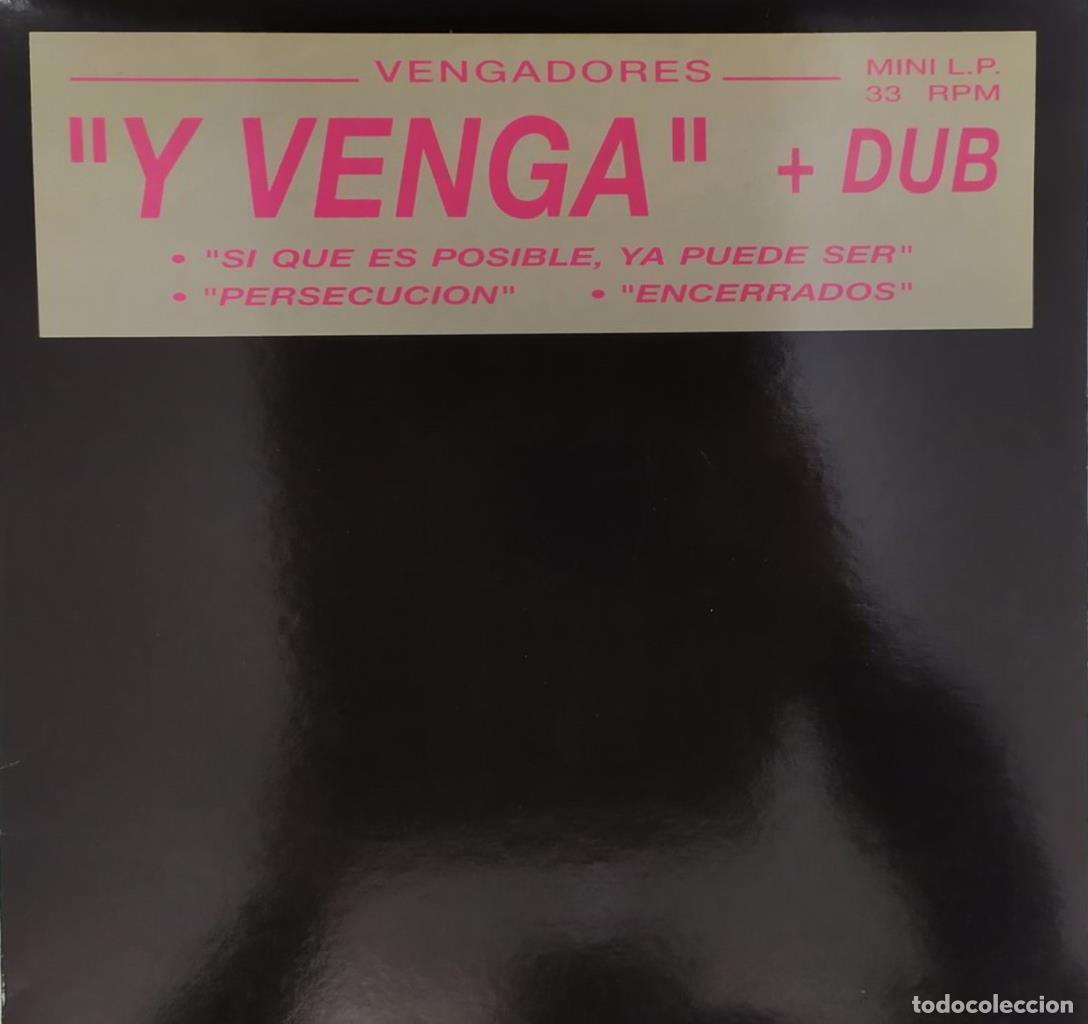 VENGADORES
MINI L.P.
33 RPM
"Y VENGA" + DUB
• "SI QUE ES POSIBLE, YA PUEDE SER"
• "PERSECUCION" • "ENCERRADOS"
todocoleccion